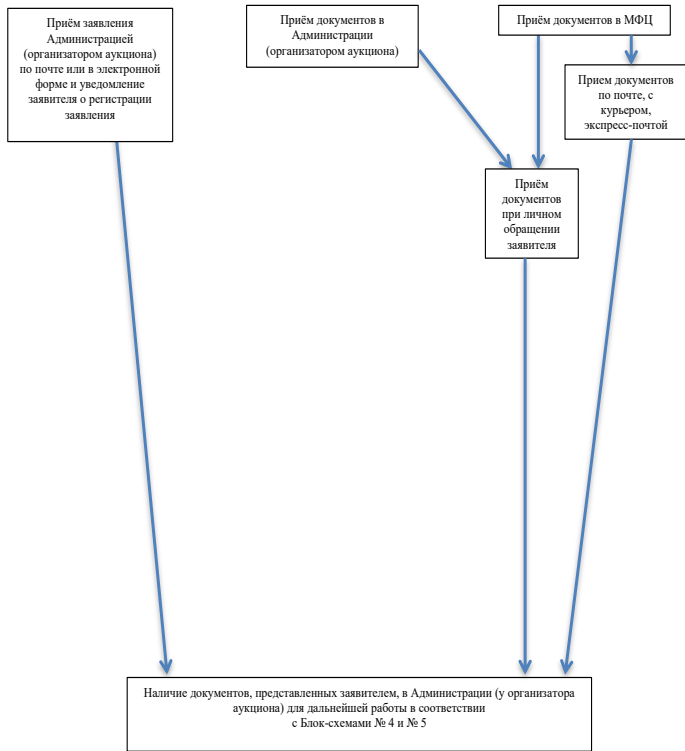 Приём заявления
Администрацией
(организатором аукциона)
по почте или в электронной
форме и уведомление
заявителя о регистрации
заявления
Приём документов в
Администрации
(организатором аукциона)
Приём документов в МФЦ
Прием документов
по почте, с
курьером,
экспресс-почтой
Приём
документов
при личном
обращении
заявителя
Наличие документов, представленных заявителем, в Администрации (у организатора
аукциона) для дальнейшей работы в соответствии
с Блок-схемами № 4 и № 5